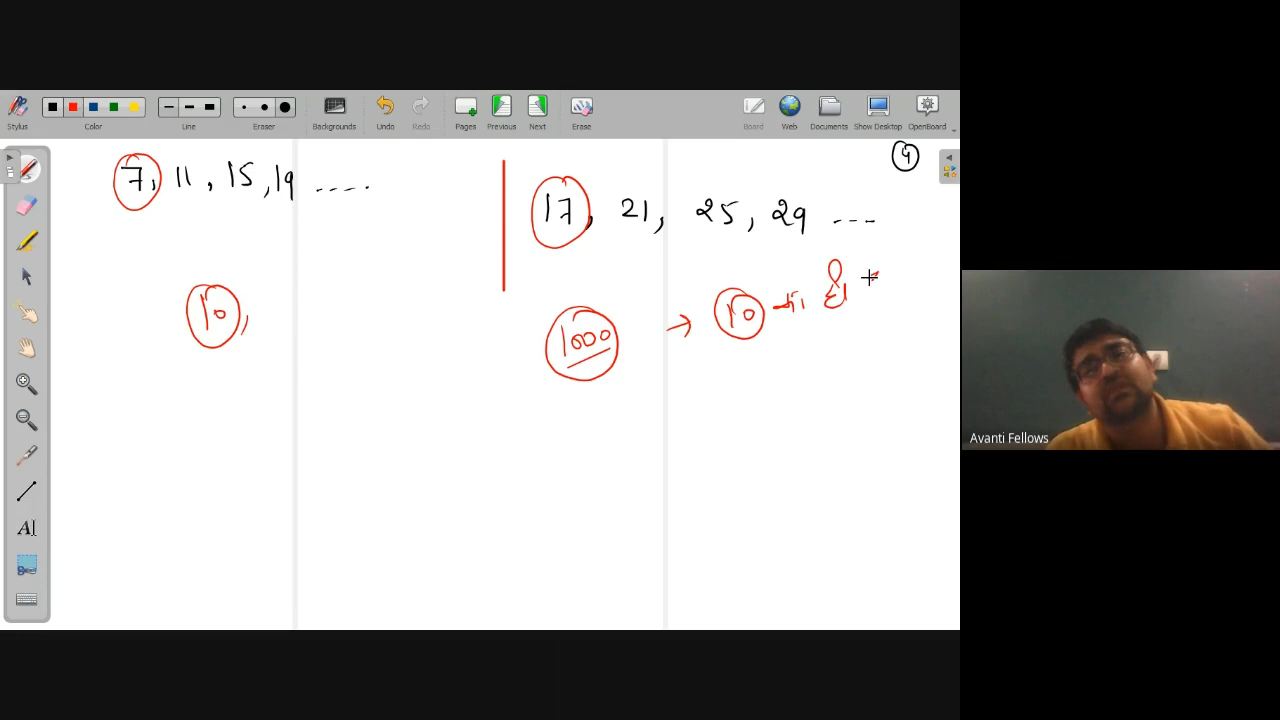 Stylus Color Line Eraser Backgrounds Undo Redo Pages Previous Next Erase Board Web Documents Show Desktop OpenBoard
4
7, 11, 15, 19 ....
17, 21, 25, 29 ---
10,
1000 → 10
AI
Avanti Fellows